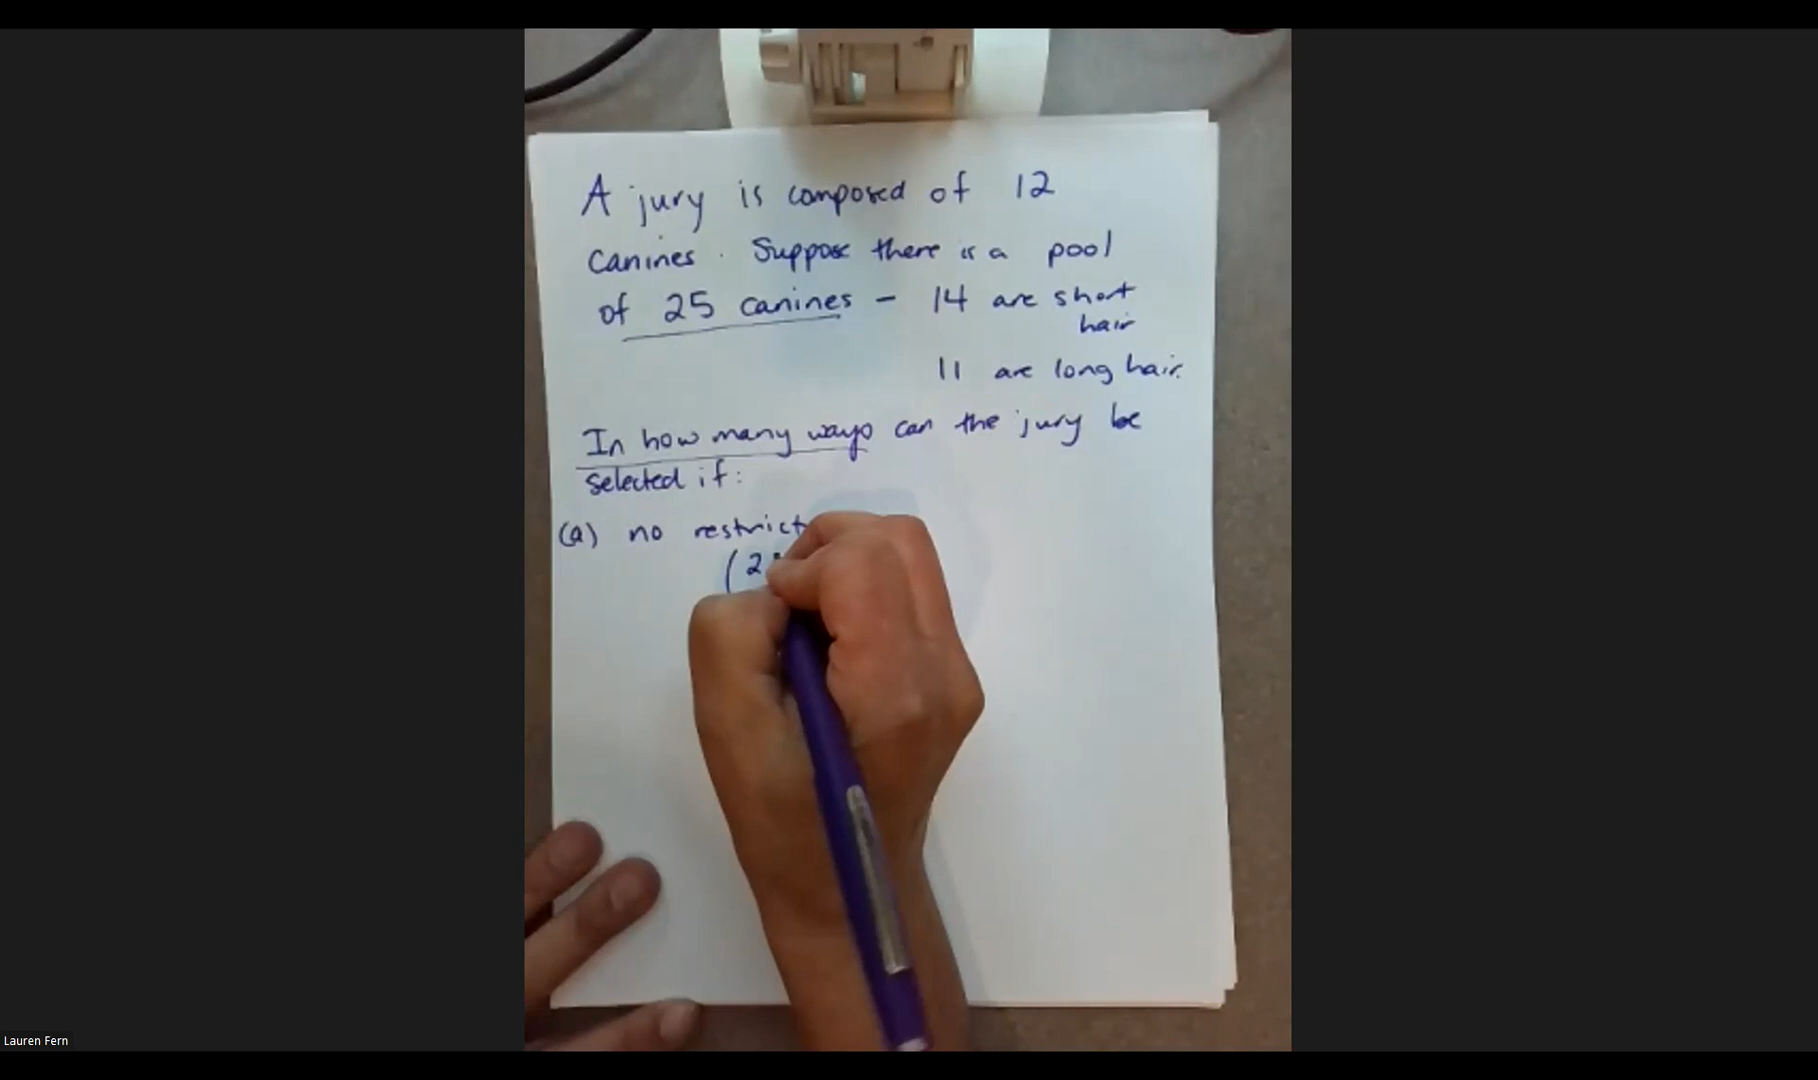 A jury is composed of 12
canines. Suppose there is a pool
of 25 canines - 14 are short
hair
11 are long hair.
In how many ways can the jury be
selected if:
(a) no
(2
Lauren Fern